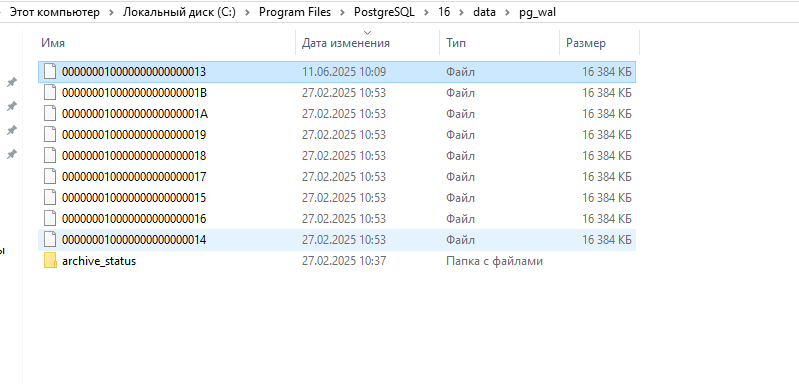 Этот компьютер > Локальный диск (C:) > Program Files > PostgreSQL > 16 > data > pg_wal
Имя Дата изменения Тип Размер
000000010000000000000013 11.06.2025 10:09 Файл 16 384 КБ
00000001000000000000001B 27.02.2025 10:53 Файл 16 384 КБ
00000001000000000000001A 27.02.2025 10:53 Файл 16 384 КБ
000000010000000000000019 27.02.2025 10:53 Файл 16 384 КБ
000000010000000000000018 27.02.2025 10:53 Файл 16 384 КБ
000000010000000000000017 27.02.2025 10:53 Файл 16 384 КБ
000000010000000000000015 27.02.2025 10:53 Файл 16 384 КБ
000000010000000000000016 27.02.2025 10:53 Файл 16 384 КБ
000000010000000000000014 27.02.2025 10:53 Файл 16 384 КБ
ы
archive_status 27.02.2025 10:37 Папка с файлами